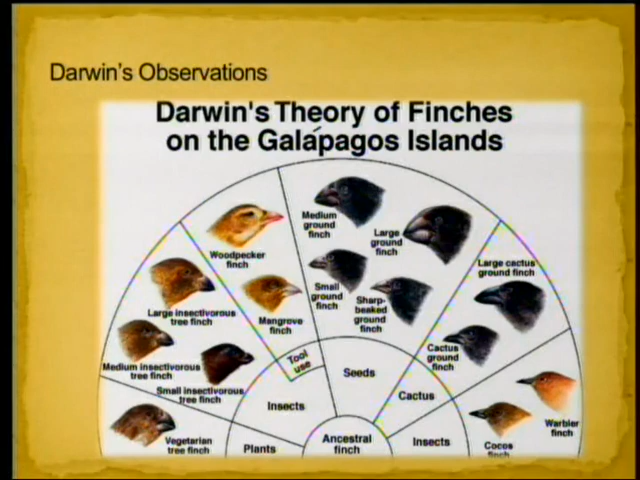 Darwin's Observations
Darwin's Theory of Finches
on the Galápagos Islands
Woodpecker
finch
Medium
ground
finch
Large
ground
finch
Large cactus
ground finch
Large insectivorous
tree finch
Mangrove
finch
Small
ground
finch
Sharp-
beaked
ground
finch
Medium insectivorous
tree finch
Small insectivorous
tree finch
Cactus
ground
finch
Tool
use
Seeds
Cactus
Insects
Vegetarian
tree finch
Plants
Ancestral
finch
Insects
Cocos
finch
Warbler
finch